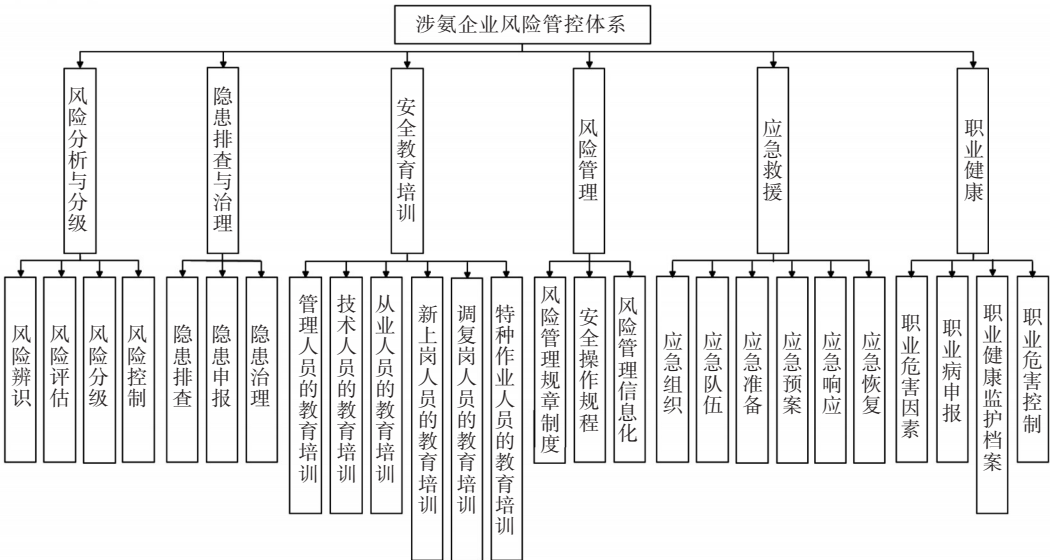 涉氨企业风险管控体系
风险分析与分级
隐患排查与治理
安全教育培训
风险管理
应急救援
职业健康
风险辨识
风险评估
风险分级
风险控制
隐患排查
隐患申报
隐患治理
管理人员的教育培训
技术人员的教育培训
从业人员的教育培训
新上岗人员的教育培训
调复岗人员的教育培训
特种作业人员的教育培训
风险管理规章制度
安全操作规程
风险管理信息化
应急组织
应急队伍
应急准备
应急预案
应急响应
应急恢复
职业危害因素
职业病申报
职业健康监护档案
职业危害控制